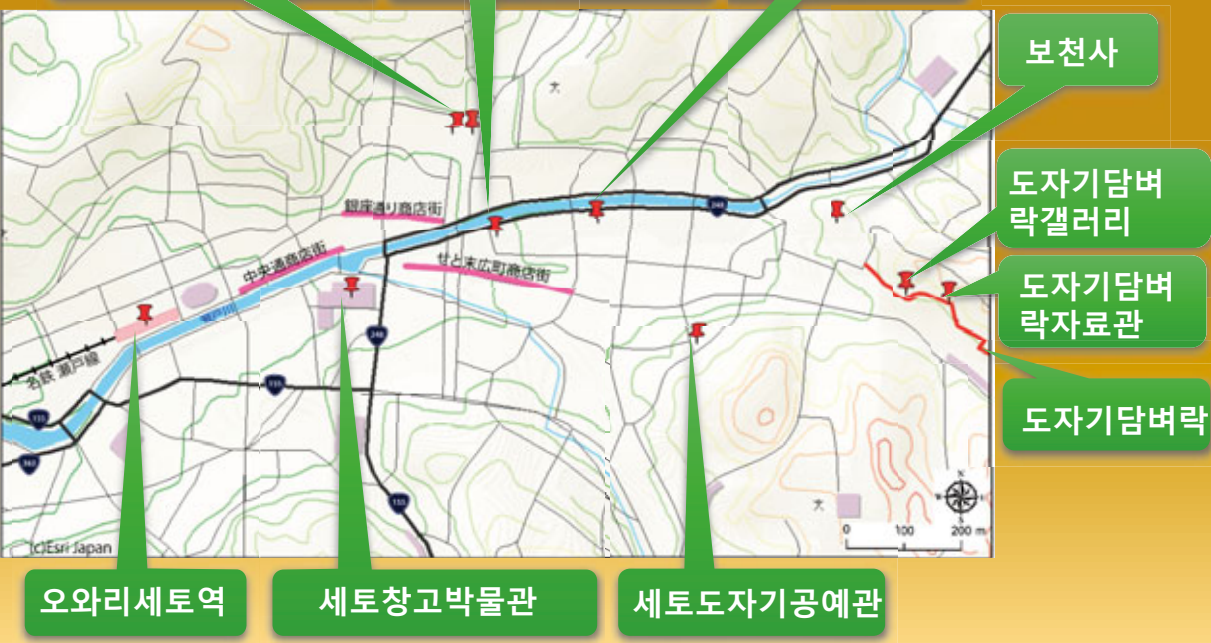 보천사
도자기담벼
락갤러리
도자기담벼
락자료관
도자기담벼락
銀座通り商店街
248
中央通商店街
せと末広町商店街
瀬戸川
248
名鉄 瀬戸線
155
155
363
155
N
0 100 200 m
(c)Esri Japan
오와리세토역
세토창고박물관
세토도자기공예관